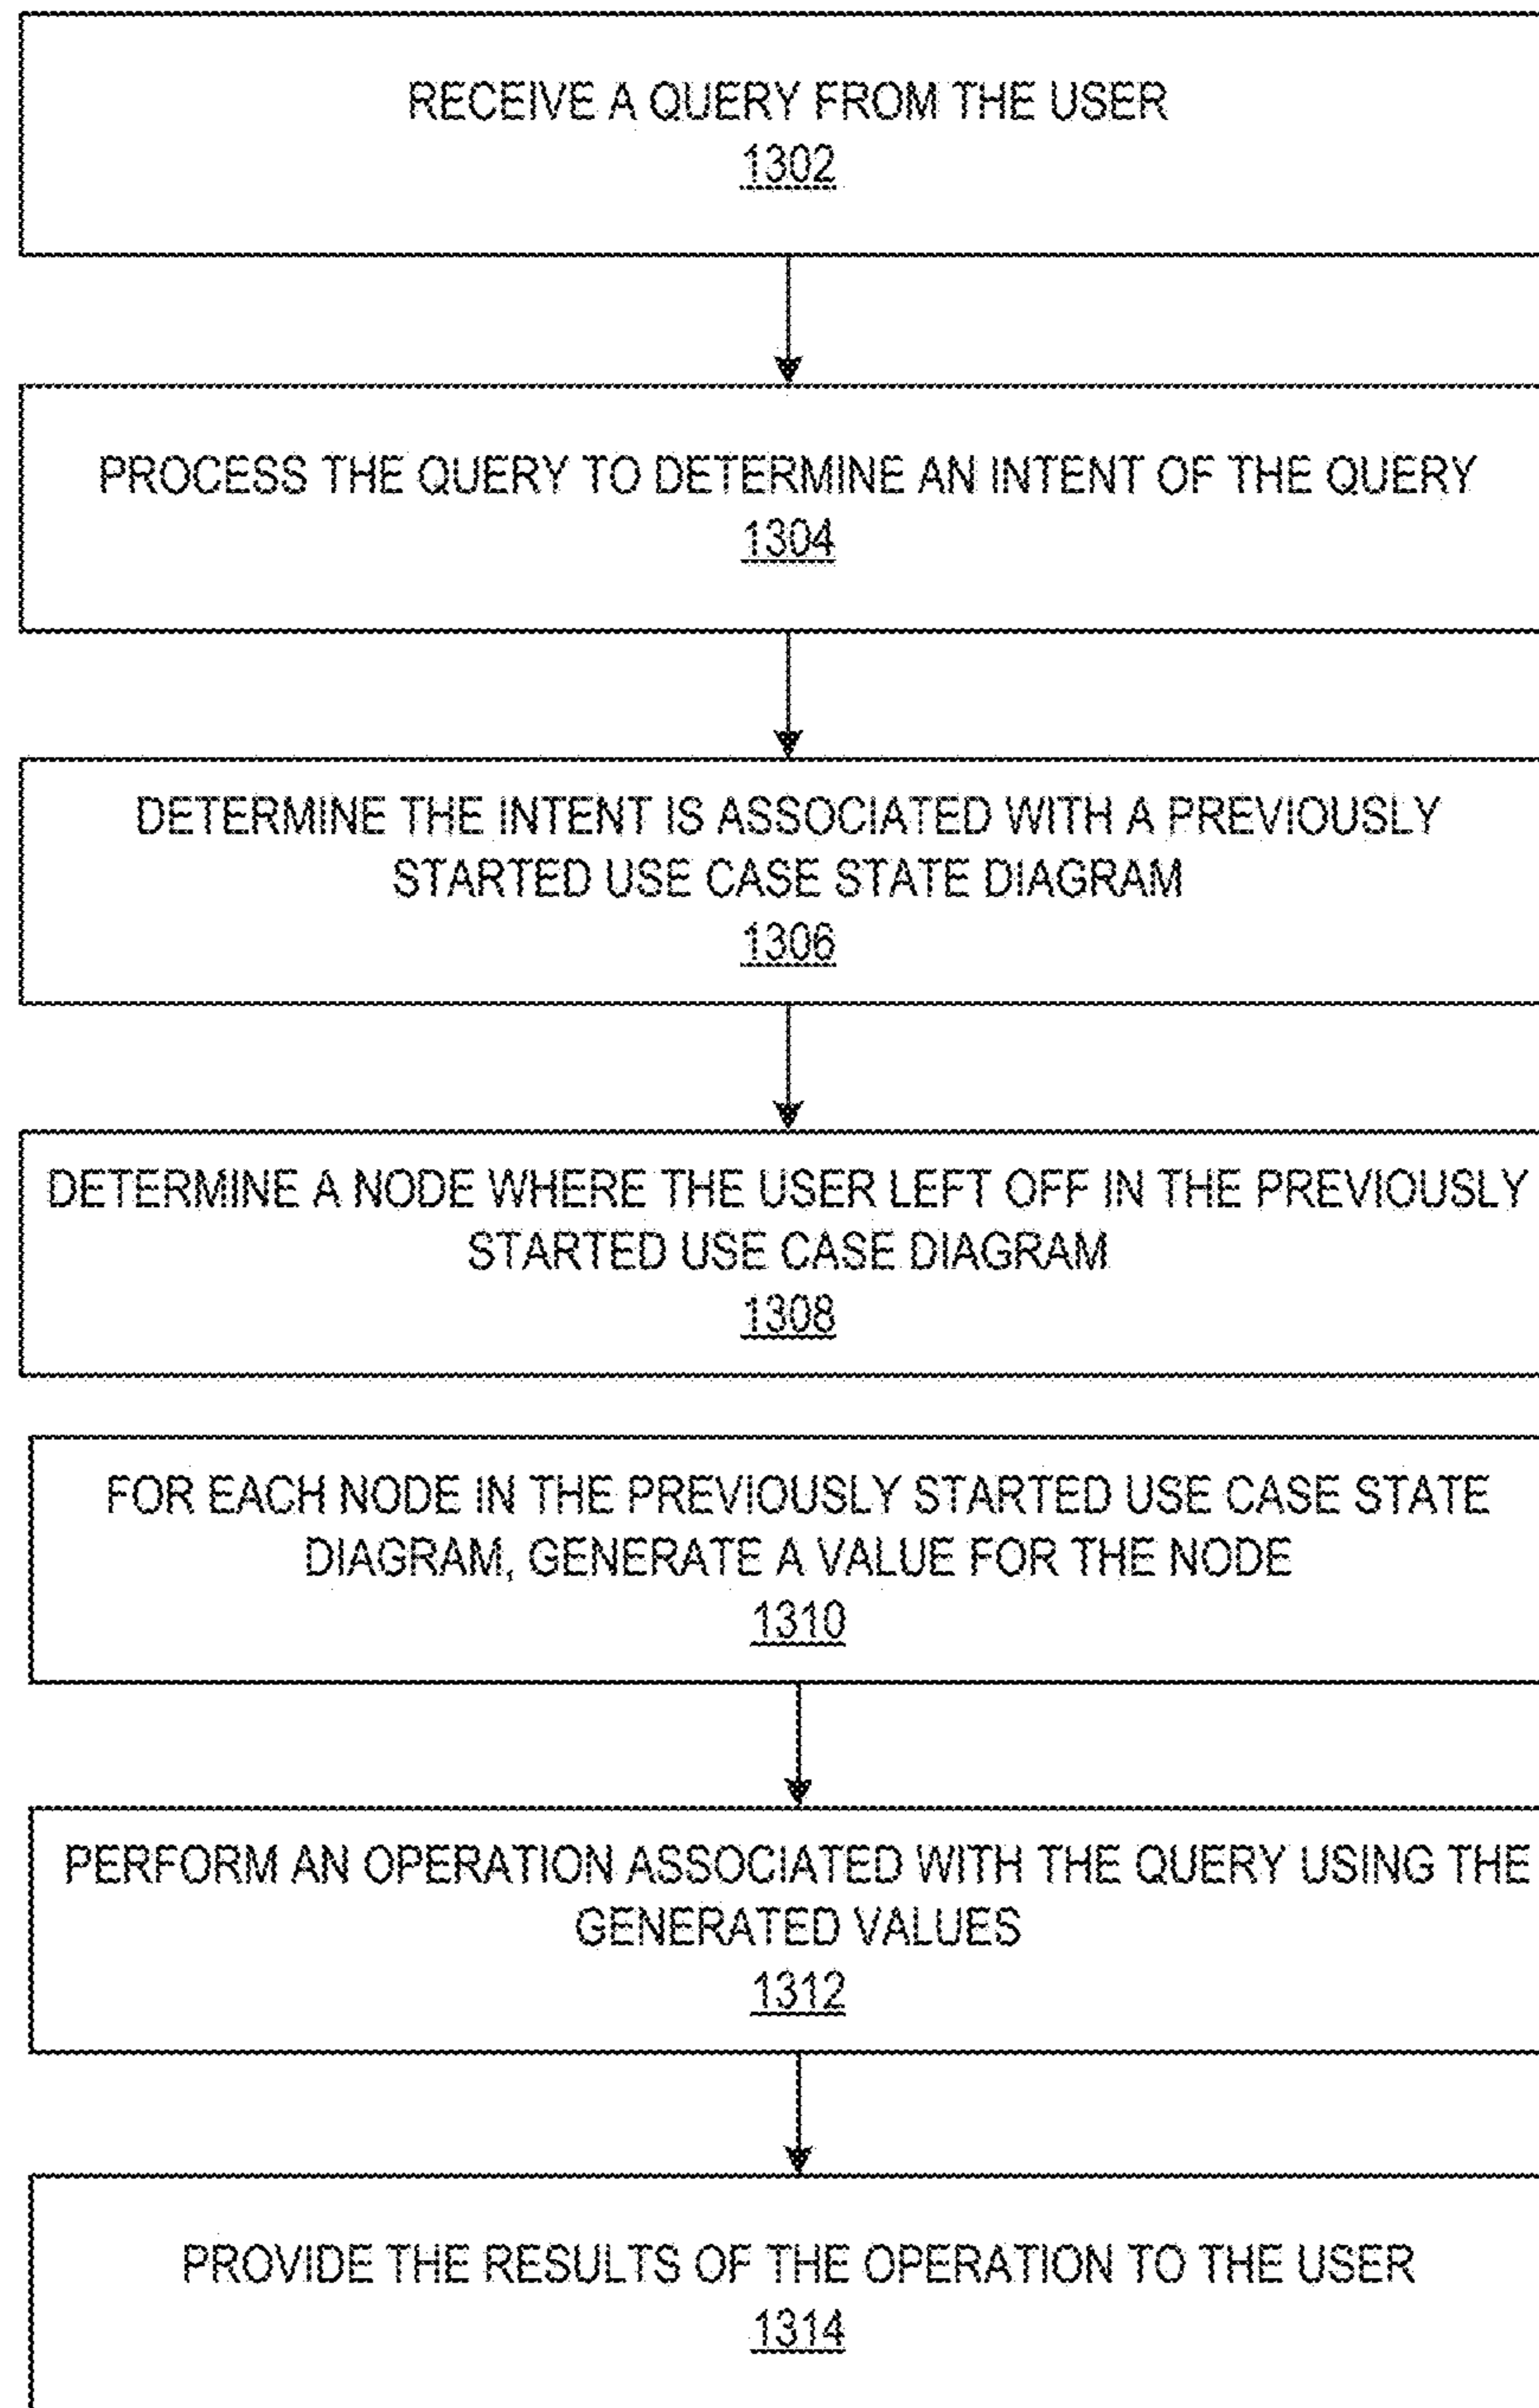 RECEIVE A QUERY FROM THE USER
1302
PROCESS THE QUERY TO DETERMINE AN INTENT OF THE QUERY
1304
DETERMINE THE INTENT IS ASSOCIATED WITH A PREVIOUSLY
STARTED USE CASE STATE DIAGRAM
1306
DETERMINE A NODE WHERE THE USER LEFT OFF IN THE PREVIOUSLY
STARTED USE CASE DIAGRAM
1308
FOR EACH NODE IN THE PREVIOUSLY STARTED USE CASE STATE
DIAGRAM, GENERATE A VALUE FOR THE NODE
1310
PERFORM AN OPERATION ASSOCIATED WITH THE QUERY USING THE
GENERATED VALUES
1312
PROVIDE THE RESULTS OF THE OPERATION TO THE USER
1314